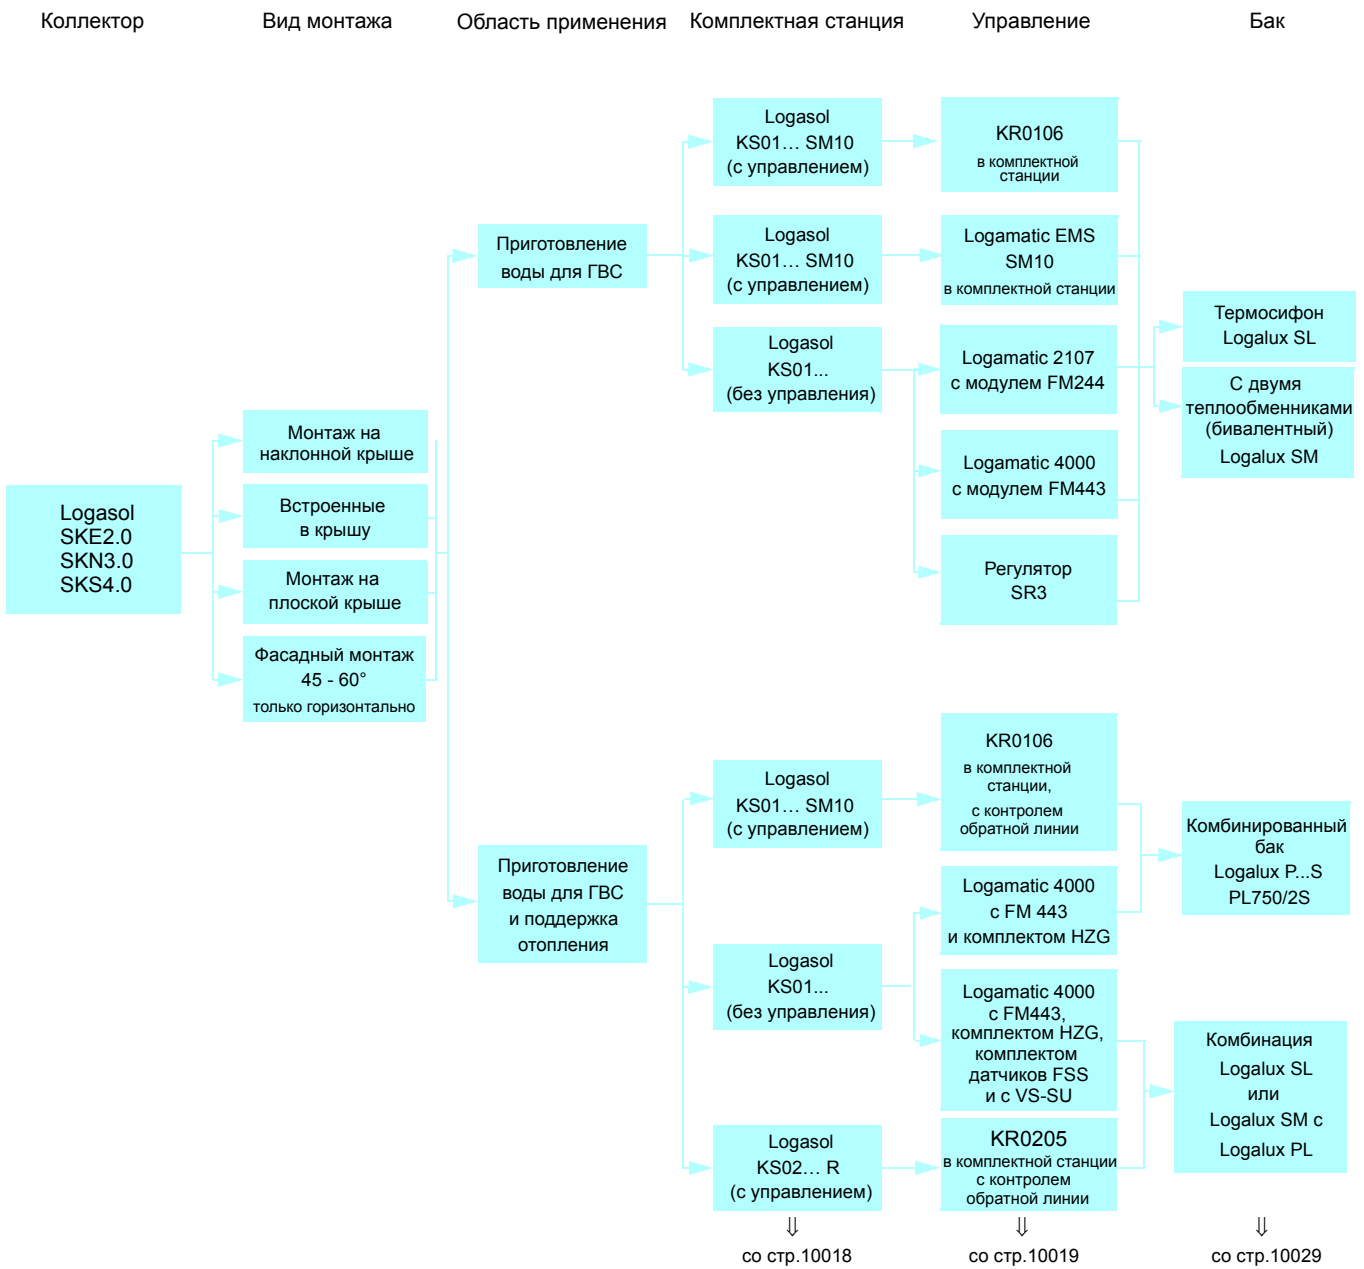 Коллектор
Вид монтажа
Область применения
Комплектная станция
Управление
Бак
Logasol
SKE2.0
SKN3.0
SKS4.0
Монтаж на
наклонной крыше
Встроенные
в крышу
Монтаж на
плоской крыше
Фасадный монтаж
45 - 60°
только горизонтально
Приготовление
воды для ГВС
Logasol
KS01... SM10
(с управлением)
KR0106
в комплектной
станции
Logasol
KS01... SM10
(с управлением)
Logamatic EMS
SM10
в комплектной станции
Logasol
KS01...
(без управления)
Logamatic 2107
с модулем FM244
Logamatic 4000
с модулем FM443
Регулятор
SR3
Термосифон
Logalux SL
С двумя
теплообменниками
(бивалентный)
Logalux SM
Приготовление
воды для ГВС
и поддержка
отопления
Logasol
KS01... SM10
(с управлением)
KR0106
в комплектной
станции,
с контролем
обратной линии
Logasol
KS01...
(без управления)
Logamatic 4000
с FM 443
и комплектом HZG
Logamatic 4000
с FM443,
комплектом HZG,
комплектом
датчиков FSS
и с VS-SU
Logasol
KS02... R
(с управлением)
KR0205
в комплектной станции
с контролем
обратной линии
Комбинированный
бак
Logalux P...S
PL750/2S
Комбинация
Logalux SL
или
Logalux SM с
Logalux PL
⇓
⇓
⇓
со стр.10018
со стр.10019
со стр.10029